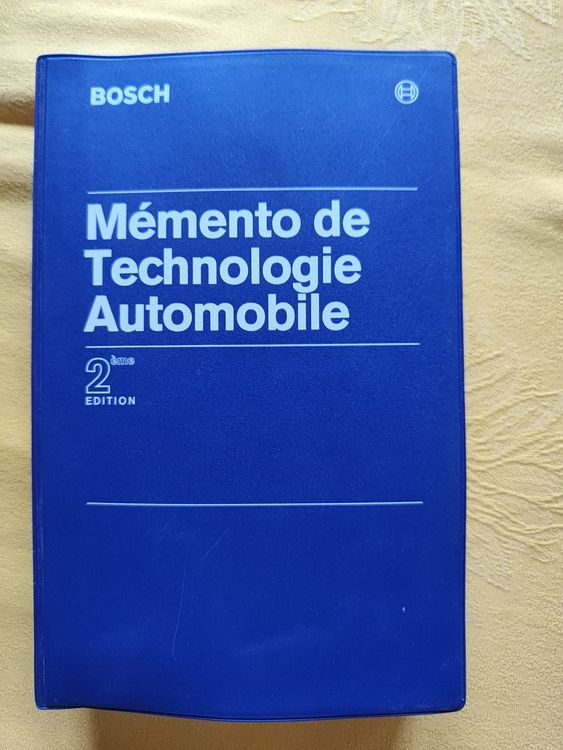 BOSCH
Mémento de
Technologie
Automobile
2ème
EDITION